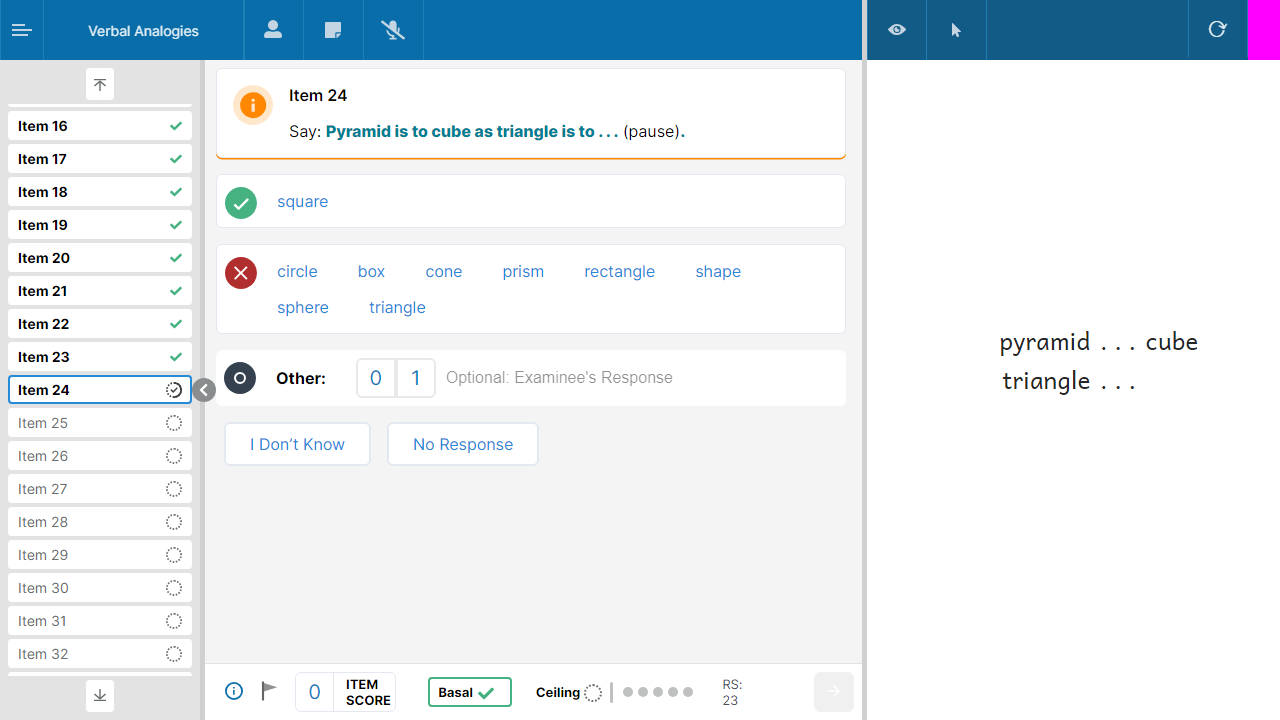 Verbal Analogies
Item 16
Item 17
Item 18
Item 19
Item 20
Item 21
Item 22
Item 23
Item 24
Item 25
Item 26
Item 27
Item 28
Item 29
Item 30
Item 31
Item 32
Item 24
Say: Pyramid is to cube as triangle is to . . . (pause).
square
circle box cone prism rectangle shape
sphere triangle
Other: 0 1 Optional: Examinee's Response
I Don’t Know No Response
0 ITEM SCORE
Basal
Ceiling
RS:
23
pyramid . . . cube
triangle . . .